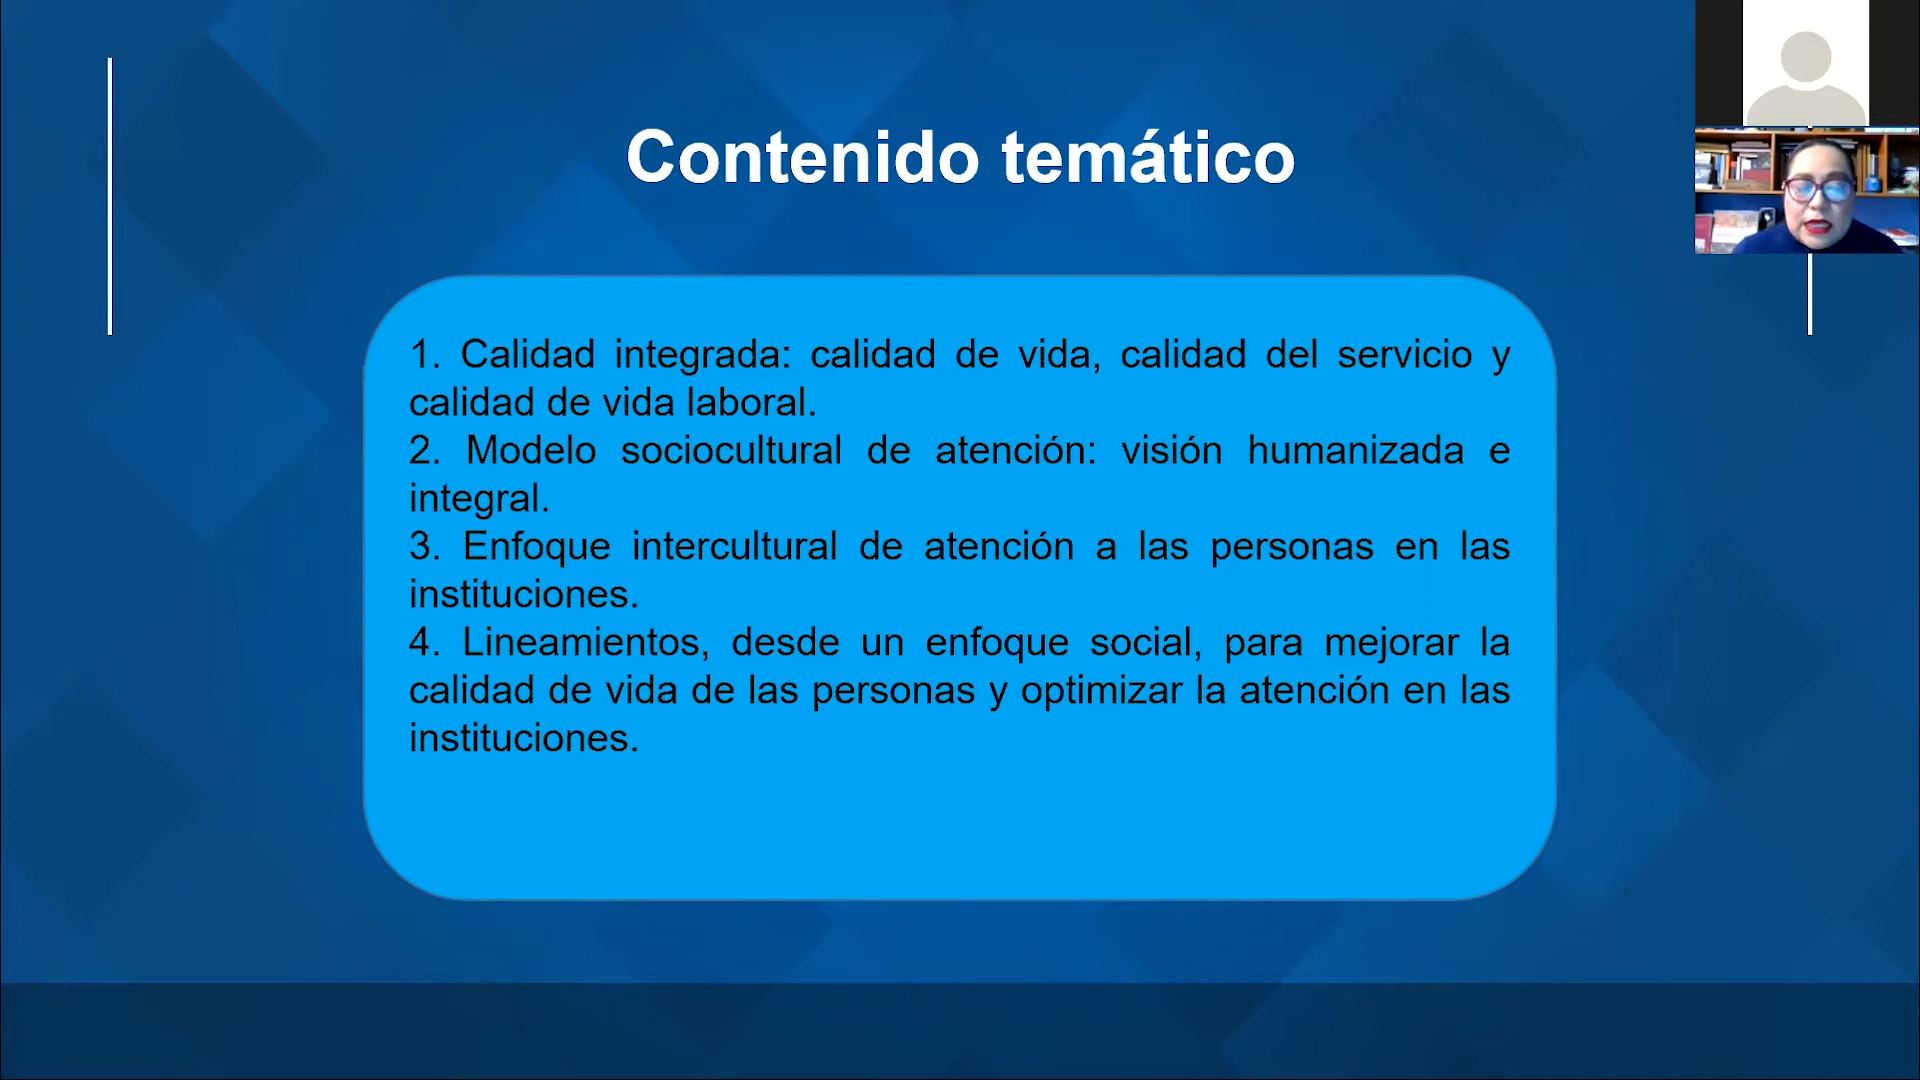 Contenido temático
1. Calidad integrada: calidad de vida, calidad del servicio y
calidad de vida laboral.
2. Modelo sociocultural de atención: visión humanizada e
integral.
3. Enfoque intercultural de atención a las personas en las
instituciones.
4. Lineamientos, desde un enfoque social, para mejorar la
calidad de vida de las personas y optimizar la atención en las
instituciones.